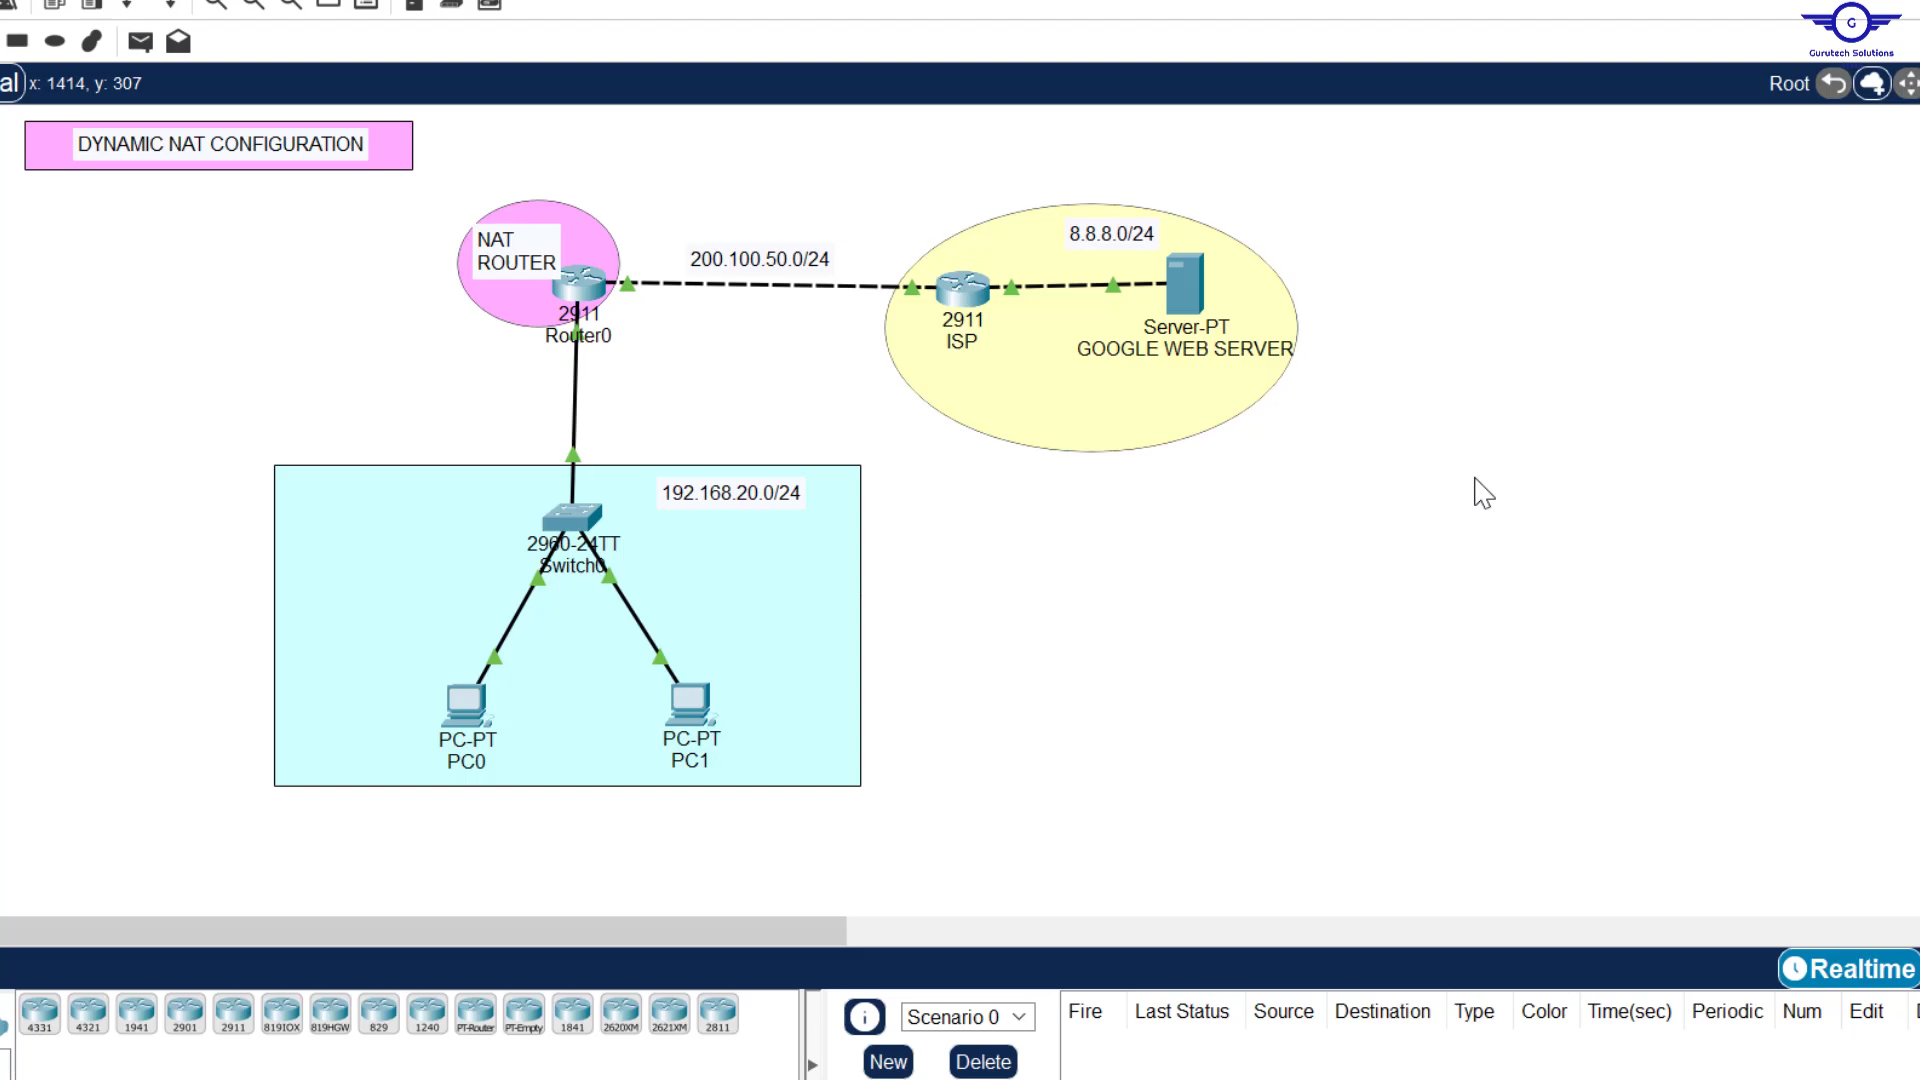 G
Gurutech Solutions
al
x: 1414, y: 307
Root
DYNAMIC NAT CONFIGURATION
NAT
ROUTER
200.100.50.0/24
8.8.8.0/24
2911
Router0
2911
ISP
Server-PT
GOOGLE WEB SERVER
192.168.20.0/24
2960-24TT
Switch0
PC-PT
PC0
PC-PT
PC1
Realtime
4331
4321
1941
2901
2911
819IOX
819HGW
829
1240
PT-Router
PT-Empty
1841
2620XM
2621XM
2811
i
Scenario 0
New
Delete
Fire
Last Status
Source
Destination
Type
Color
Time(sec)
Periodic
Num
Edit